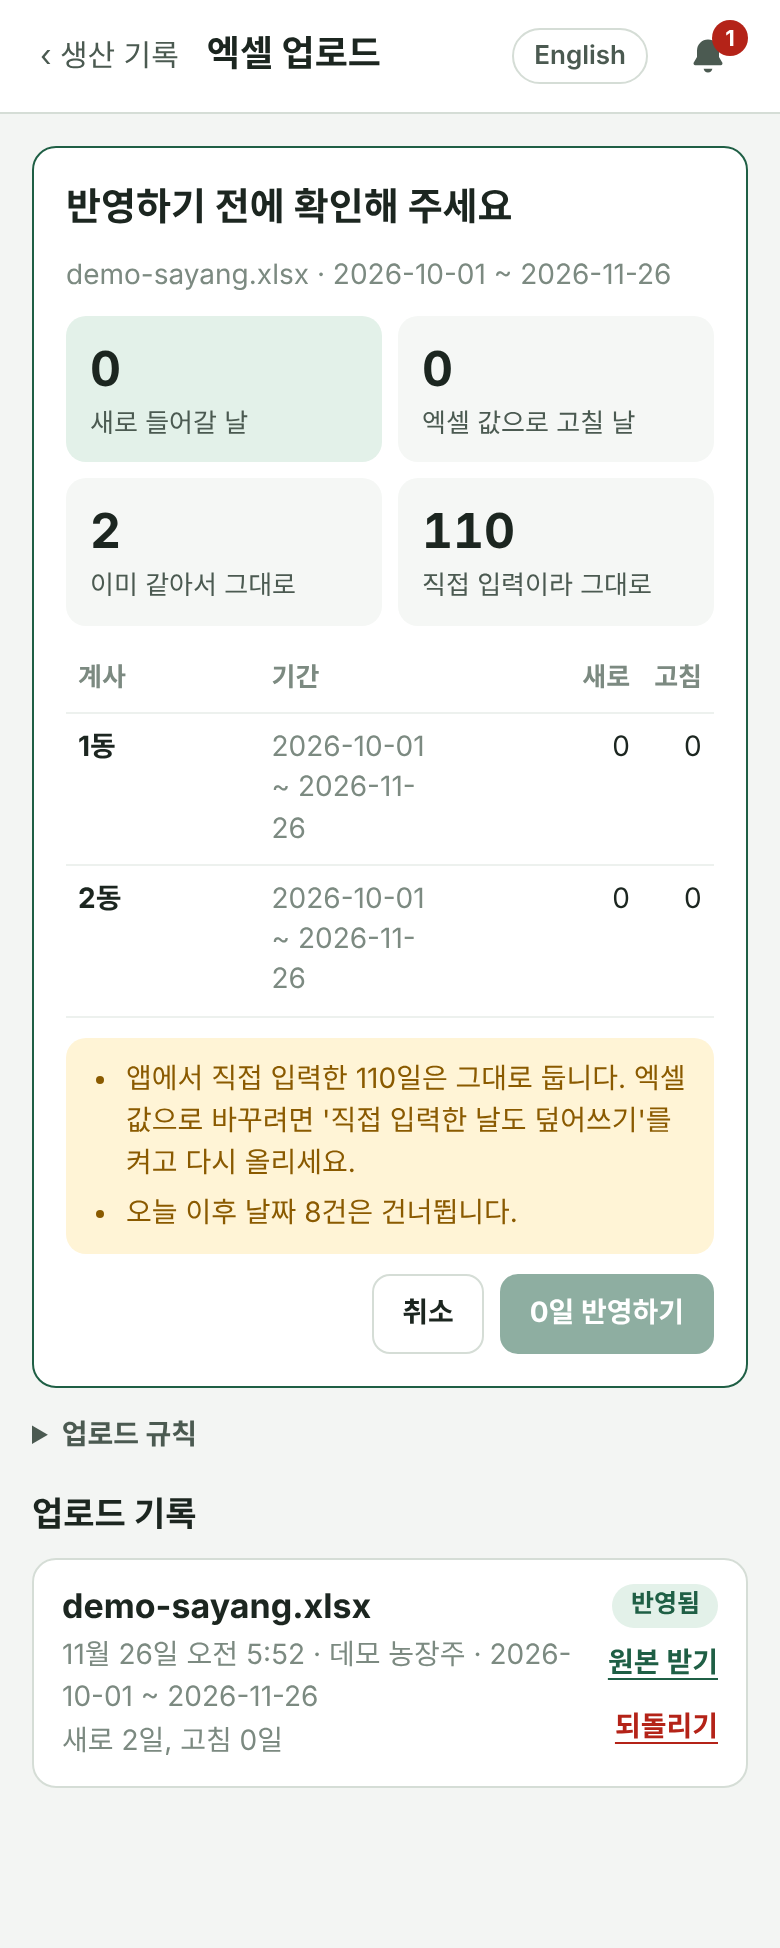 ‹ 생산 기록 엑셀 업로드 English 1
반영하기 전에 확인해 주세요
demo-sayang.xlsx · 2026-10-01 ~ 2026-11-26
0
새로 들어갈 날
0
엑셀 값으로 고칠 날
2
이미 같아서 그대로
110
직접 입력이라 그대로
계사 기간 새로 고침
1동 2026-10-01 0 0
~ 2026-11-
26
2동 2026-10-01 0 0
~ 2026-11-
26
• 앱에서 직접 입력한 110일은 그대로 둡니다. 엑셀
값으로 바꾸려면 '직접 입력한 날도 덮어쓰기'를
켜고 다시 올리세요.
• 오늘 이후 날짜 8건은 건너뜁니다.
취소 0일 반영하기
▶ 업로드 규칙
업로드 기록
demo-sayang.xlsx 반영됨
11월 26일 오전 5:52 · 데모 농장주 · 2026-
10-01 ~ 2026-11-26
새로 2일, 고침 0일
원본 받기
되돌리기